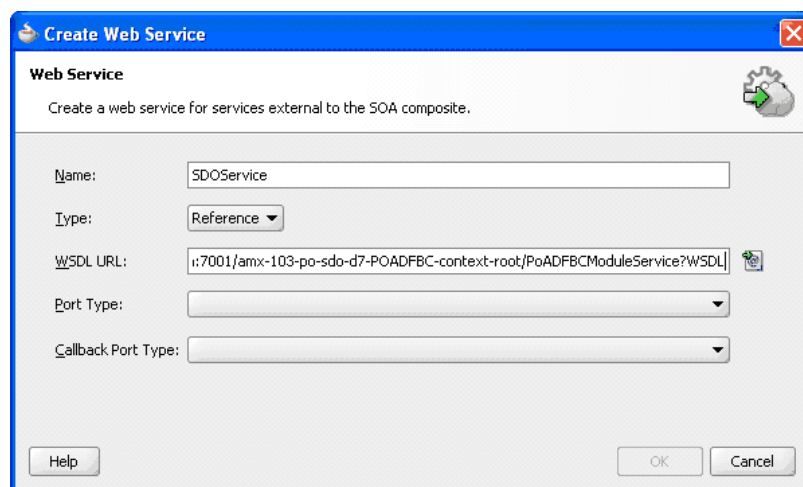 Create Web Service
Web Service
Create a web service for services external to the SOA composite.
Name: SDOService
Type: Reference
WSDL URL: :7001/amx-103-po-sdo-d7-POADFBC-context-root/PoADFBCModuleService?WSDL
Port Type:
Callback Port Type:
Help OK Cancel